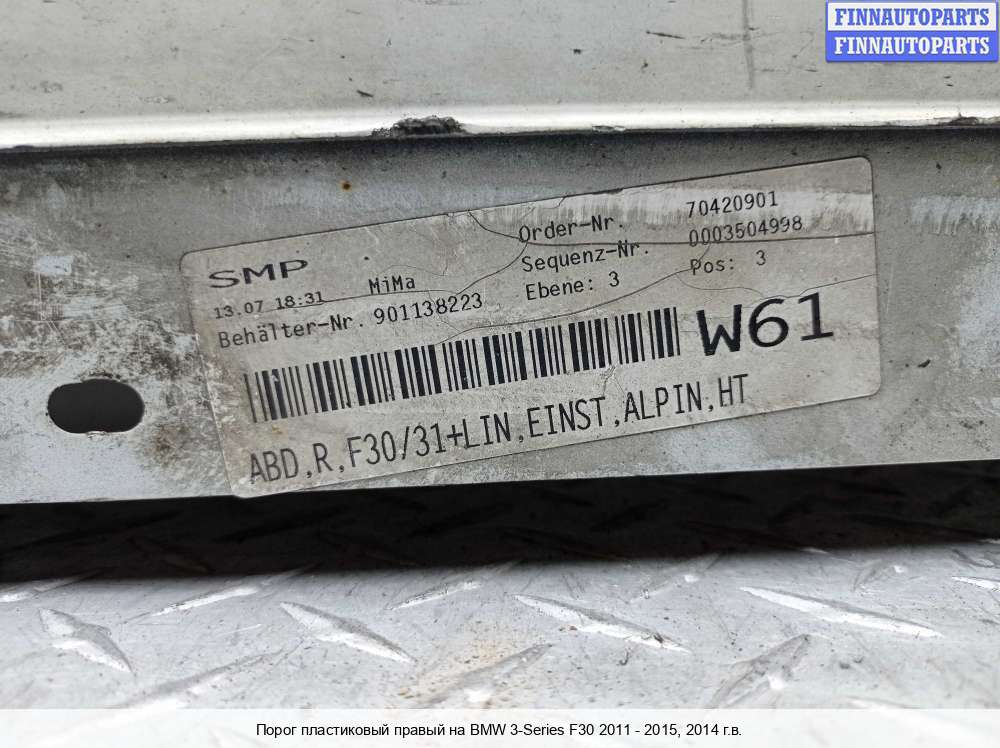 FINNAUTOPARTS
FINNAUTOPARTS
SMP
13.07 18:31 MiMa
Behälter-Nr. 901138223
Order-Nr. 70420901
Sequenz-Nr. 0003504998
Ebene: 3 Pos: 3
W61
ABD,R,F30/31+LIN,EINST,ALPIN,HT
Порог пластиковый правый на BMW 3-Series F30 2011 - 2015, 2014 г.в.